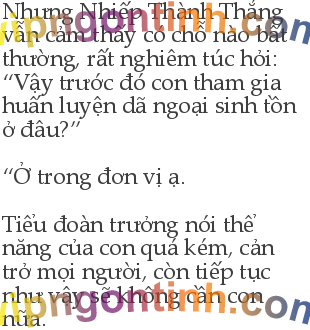 Nhưng Nhiếp Thành Thắng
vẫn cảm thấy có chỗ nào bất
thường, rất nghiêm túc hỏi:
“Vậy trước đó con tham gia
huấn luyện dã ngoại sinh tồn
ở đâu?”
“Ở trong đơn vị ạ.
Tiểu đoàn trưởng nói thể
năng của con quá kém, cản
trở mọi người, còn tiếp tục
như vậy sẽ không cần con
nữa.
vipngontinh.com
vipngontinh.com